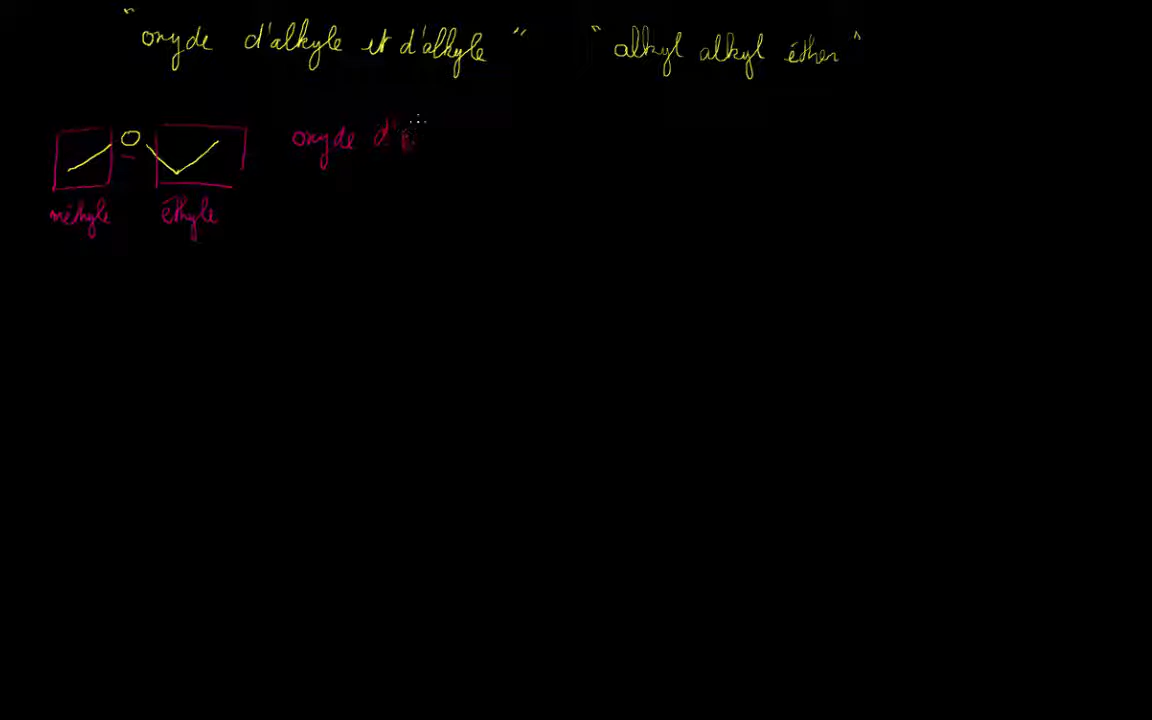 "oxyde d'alkyle et d'alkyle" "alkyl alkyl éther"
O oxyde d'
méthyle éthyle